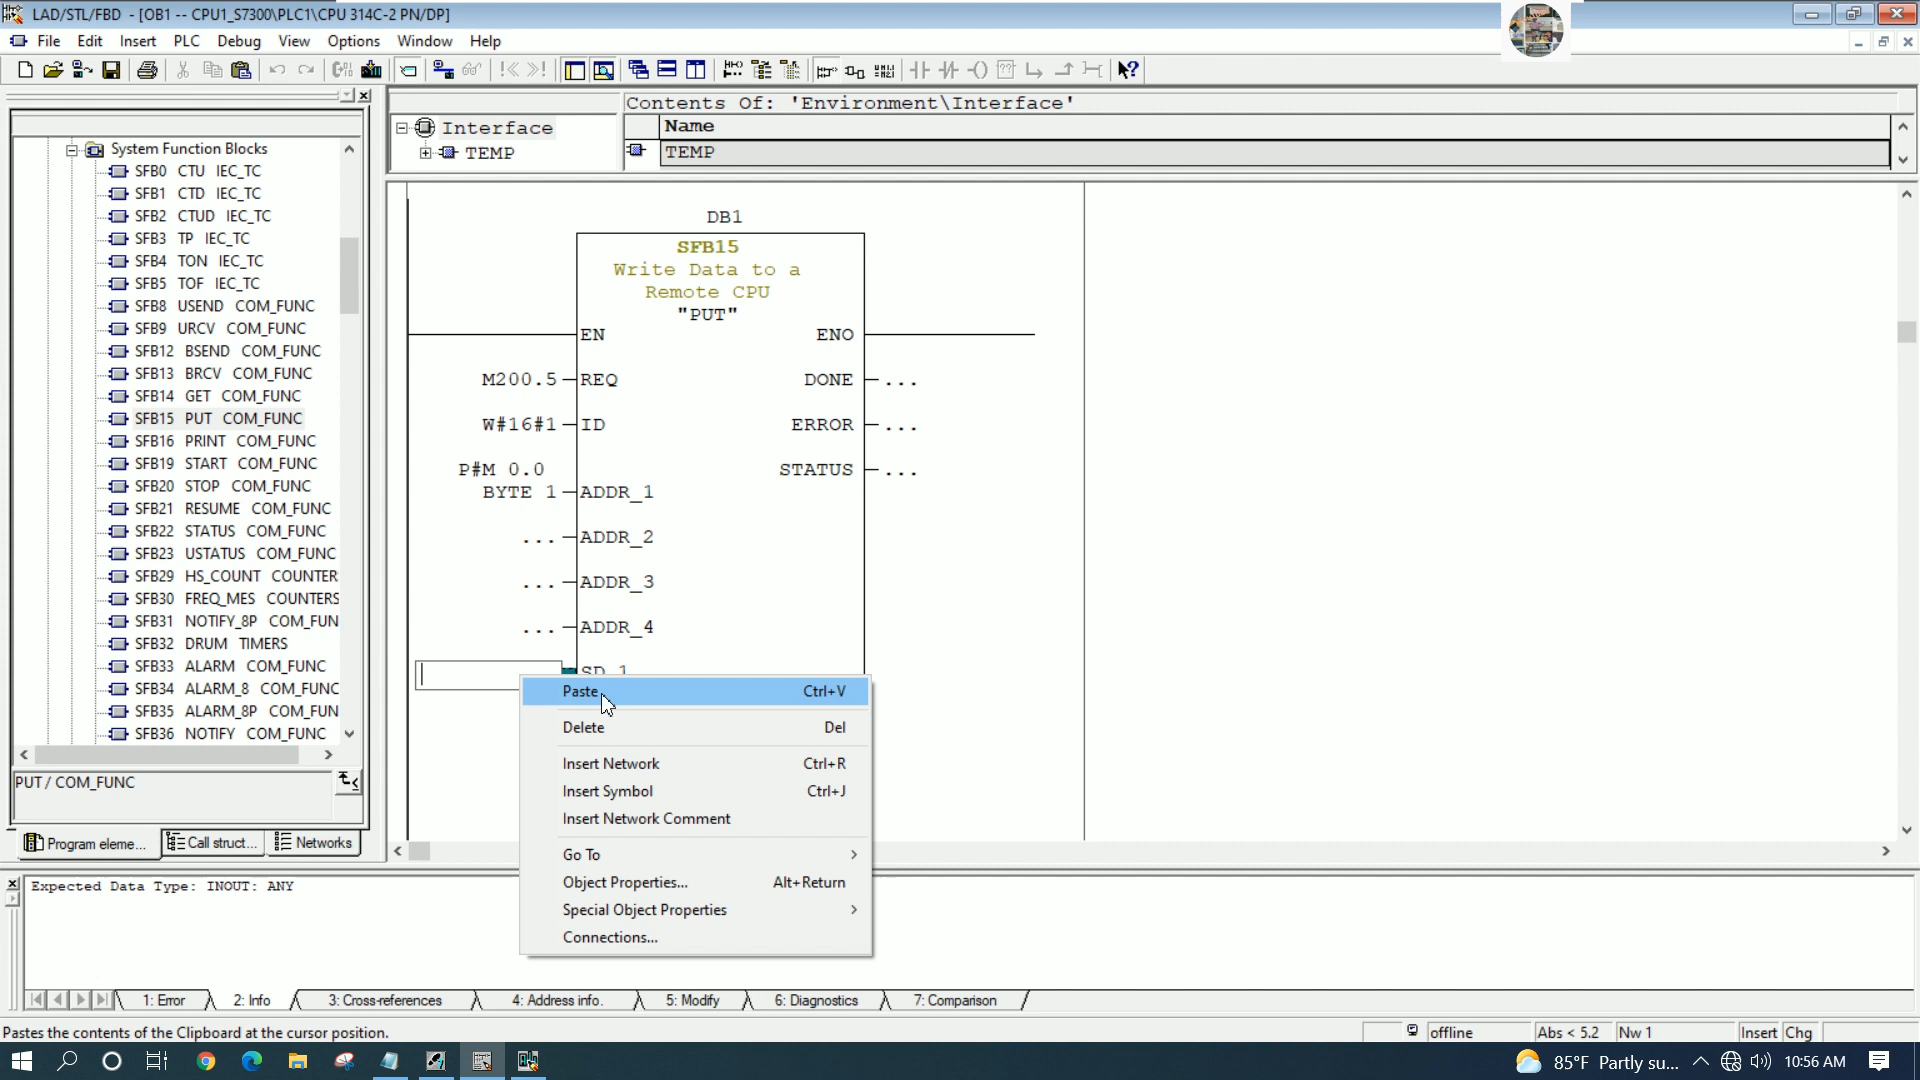 LAD/STL/FBD - [OB1 -- CPU1_S7300\PLC1\CPU 314C-2 PN/DP]
File Edit Insert PLC Debug View Options Window Help
Contents Of: 'Environment\Interface'
Interface
TEMP
Name
TEMP
System Function Blocks
SFB0 CTU IEC_TC
SFB1 CTD IEC_TC
SFB2 CTUD IEC_TC
SFB3 TP IEC_TC
SFB4 TON IEC_TC
SFB5 TOF IEC_TC
SFB8 USEND COM_FUNC
SFB9 URCV COM_FUNC
SFB12 BSEND COM_FUNC
SFB13 BRCV COM_FUNC
SFB14 GET COM_FUNC
SFB15 PUT COM_FUNC
SFB16 PRINT COM_FUNC
SFB19 START COM_FUNC
SFB20 STOP COM_FUNC
SFB21 RESUME COM_FUNC
SFB22 STATUS COM_FUNC
SFB23 USTATUS COM_FUNC
SFB29 HS_COUNT COUNTER
SFB30 FREQ_MES COUNTERS
SFB31 NOTIFY_8P COM_FUN
SFB32 DRUM TIMERS
SFB33 ALARM COM_FUNC
SFB34 ALARM_8 COM_FUNC
SFB35 ALARM_8P COM_FUN
SFB36 NOTIFY COM_FUNC
PUT / COM_FUNC
Program eleme... Call struct... Networks
DB1
SFB15
Write Data to a
Remote CPU
"PUT"
EN ENO
M200.5 REQ DONE ...
W#16#1 ID ERROR ...
P#M 0.0 STATUS ...
BYTE 1 ADDR_1
... ADDR_2
... ADDR_3
... ADDR_4
SD_1
Paste Ctrl+V
Delete Del
Insert Network Ctrl+R
Insert Symbol Ctrl+J
Insert Network Comment
Go To
Object Properties... Alt+Return
Special Object Properties
Connections...
Expected Data Type: INOUT: ANY
1: Error 2: Info 3: Cross-references 4: Address info. 5: Modify 6: Diagnostics 7: Comparison
Pastes the contents of the Clipboard at the cursor position.
offline Abs < 5.2 Nw 1 Insert Chg
85°F Partly su... 10:56 AM